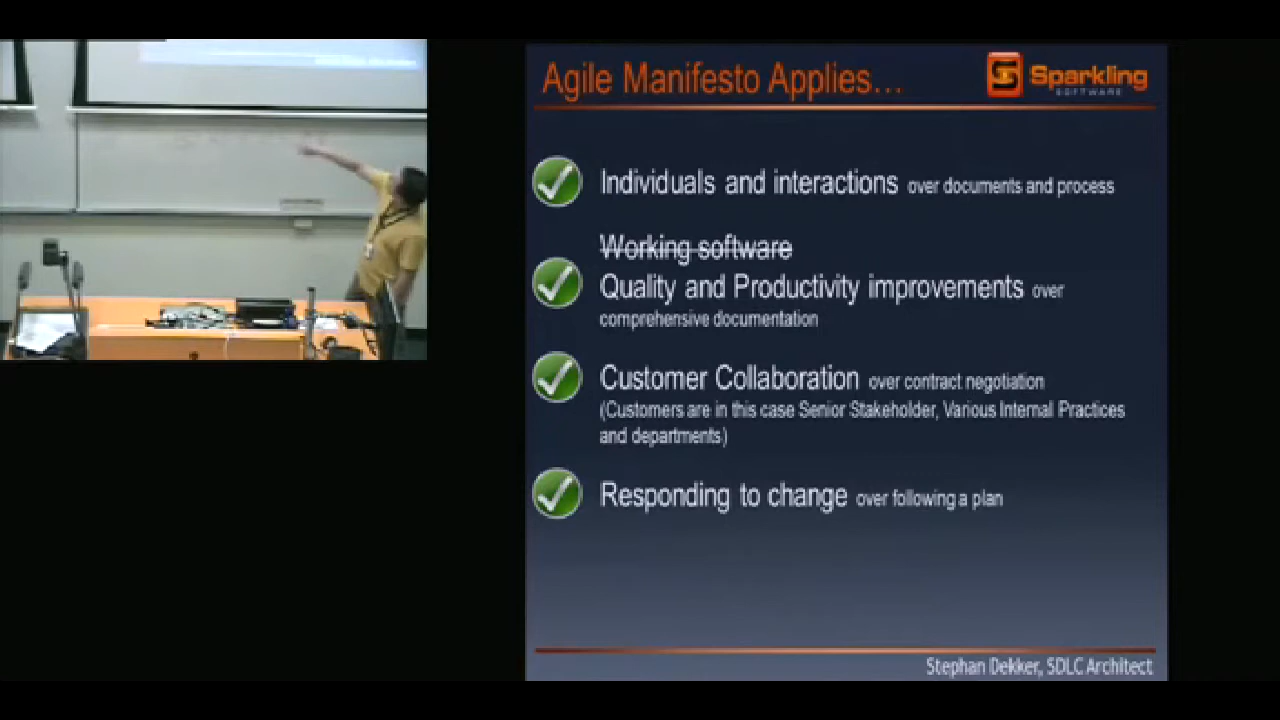 Agile Manifesto Applies...
Sparkling
SOFTWARE
Individuals and interactions over documents and process
Working software
Quality and Productivity improvements over
comprehensive documentation
Customer Collaboration over contract negotiation
(Customers are in this case Senior Stakeholder, Various Internal Practices
and departments)
Responding to change over following a plan
Stephan Dekker, SDLC Architect